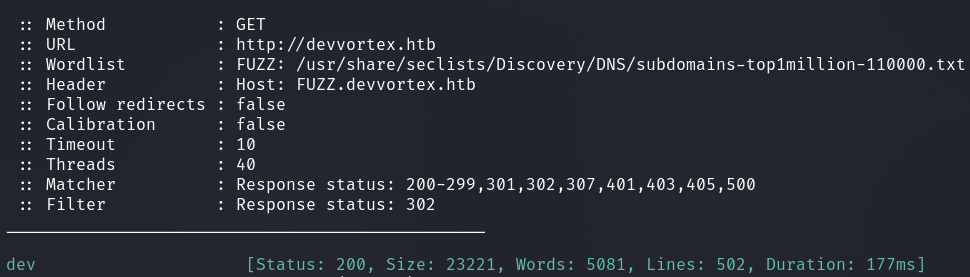 :: Method : GET
:: URL : http://devvortex.htb
:: Wordlist : FUZZ: /usr/share/seclists/Discovery/DNS/subdomains-top1million-110000.txt
:: Header : Host: FUZZ.devvortex.htb
:: Follow redirects : false
:: Calibration : false
:: Timeout : 10
:: Threads : 40
:: Matcher : Response status: 200-299,301,302,307,401,403,405,500
:: Filter : Response status: 302
________________________________________________
dev [Status: 200, Size: 23221, Words: 5081, Lines: 502, Duration: 177ms]